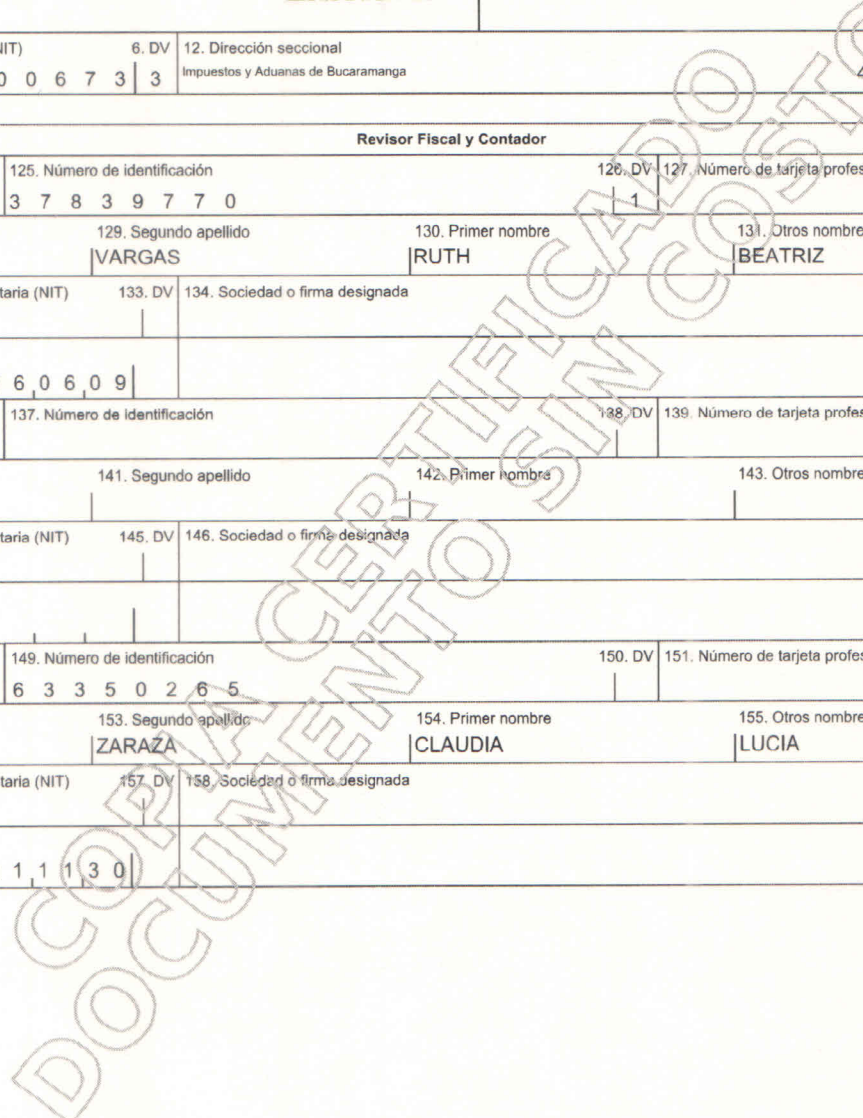 NIT) 6. DV 12. Dirección seccional
0 0 6 7 3 3 Impuestos y Aduanas de Bucaramanga 4
Revisor Fiscal y Contador
125. Número de identificación 126. DV 127. Número de tarjeta profes
3 7 8 3 9 7 7 0 1
129. Segundo apellido 130. Primer nombre 131. Otros nombre
VARGAS RUTH BEATRIZ
taria (NIT) 133. DV 134. Sociedad o firma designada
6 0 6 0 9
137. Número de identificación 138. DV 139. Número de tarjeta profes
141. Segundo apellido 142. Primer nombre 143. Otros nombre
taria (NIT) 145. DV 146. Sociedad o firma designada
149. Número de identificación 150. DV 151. Número de tarjeta profes
6 3 3 5 0 2 6 5
153. Segundo apellido 154. Primer nombre 155. Otros nombre
ZARAZA CLAUDIA LUCIA
taria (NIT) 157. DV 158. Sociedad o firma designada
1 1 1 3 0
COPIA CERTIFICADO
DOCUMENTO SIN COSTO